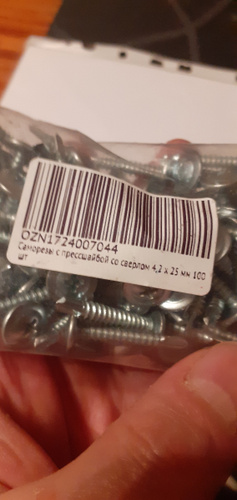 OZN1724007044
Саморезы с прессшайбой со сверлом 4,2 x 25 мм 100
шт